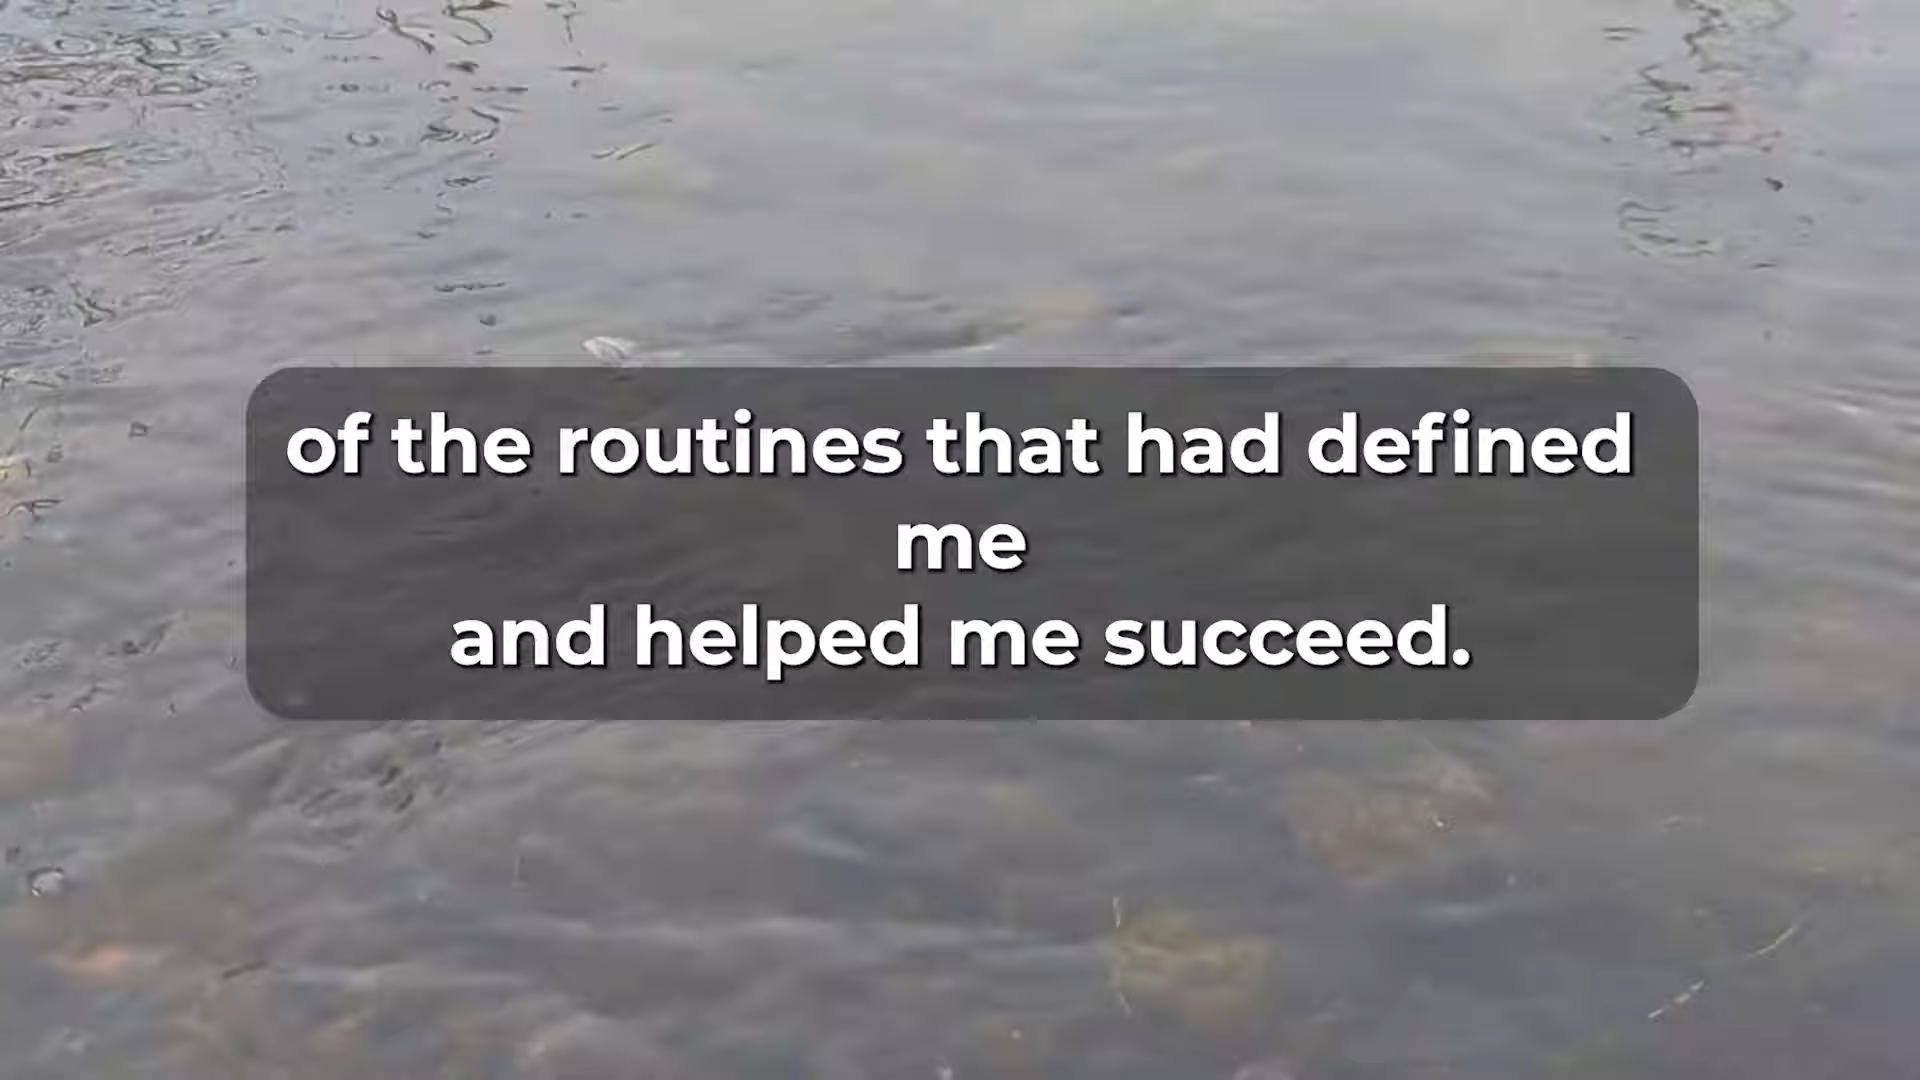 of the routines that had defined
me
and helped me succeed.